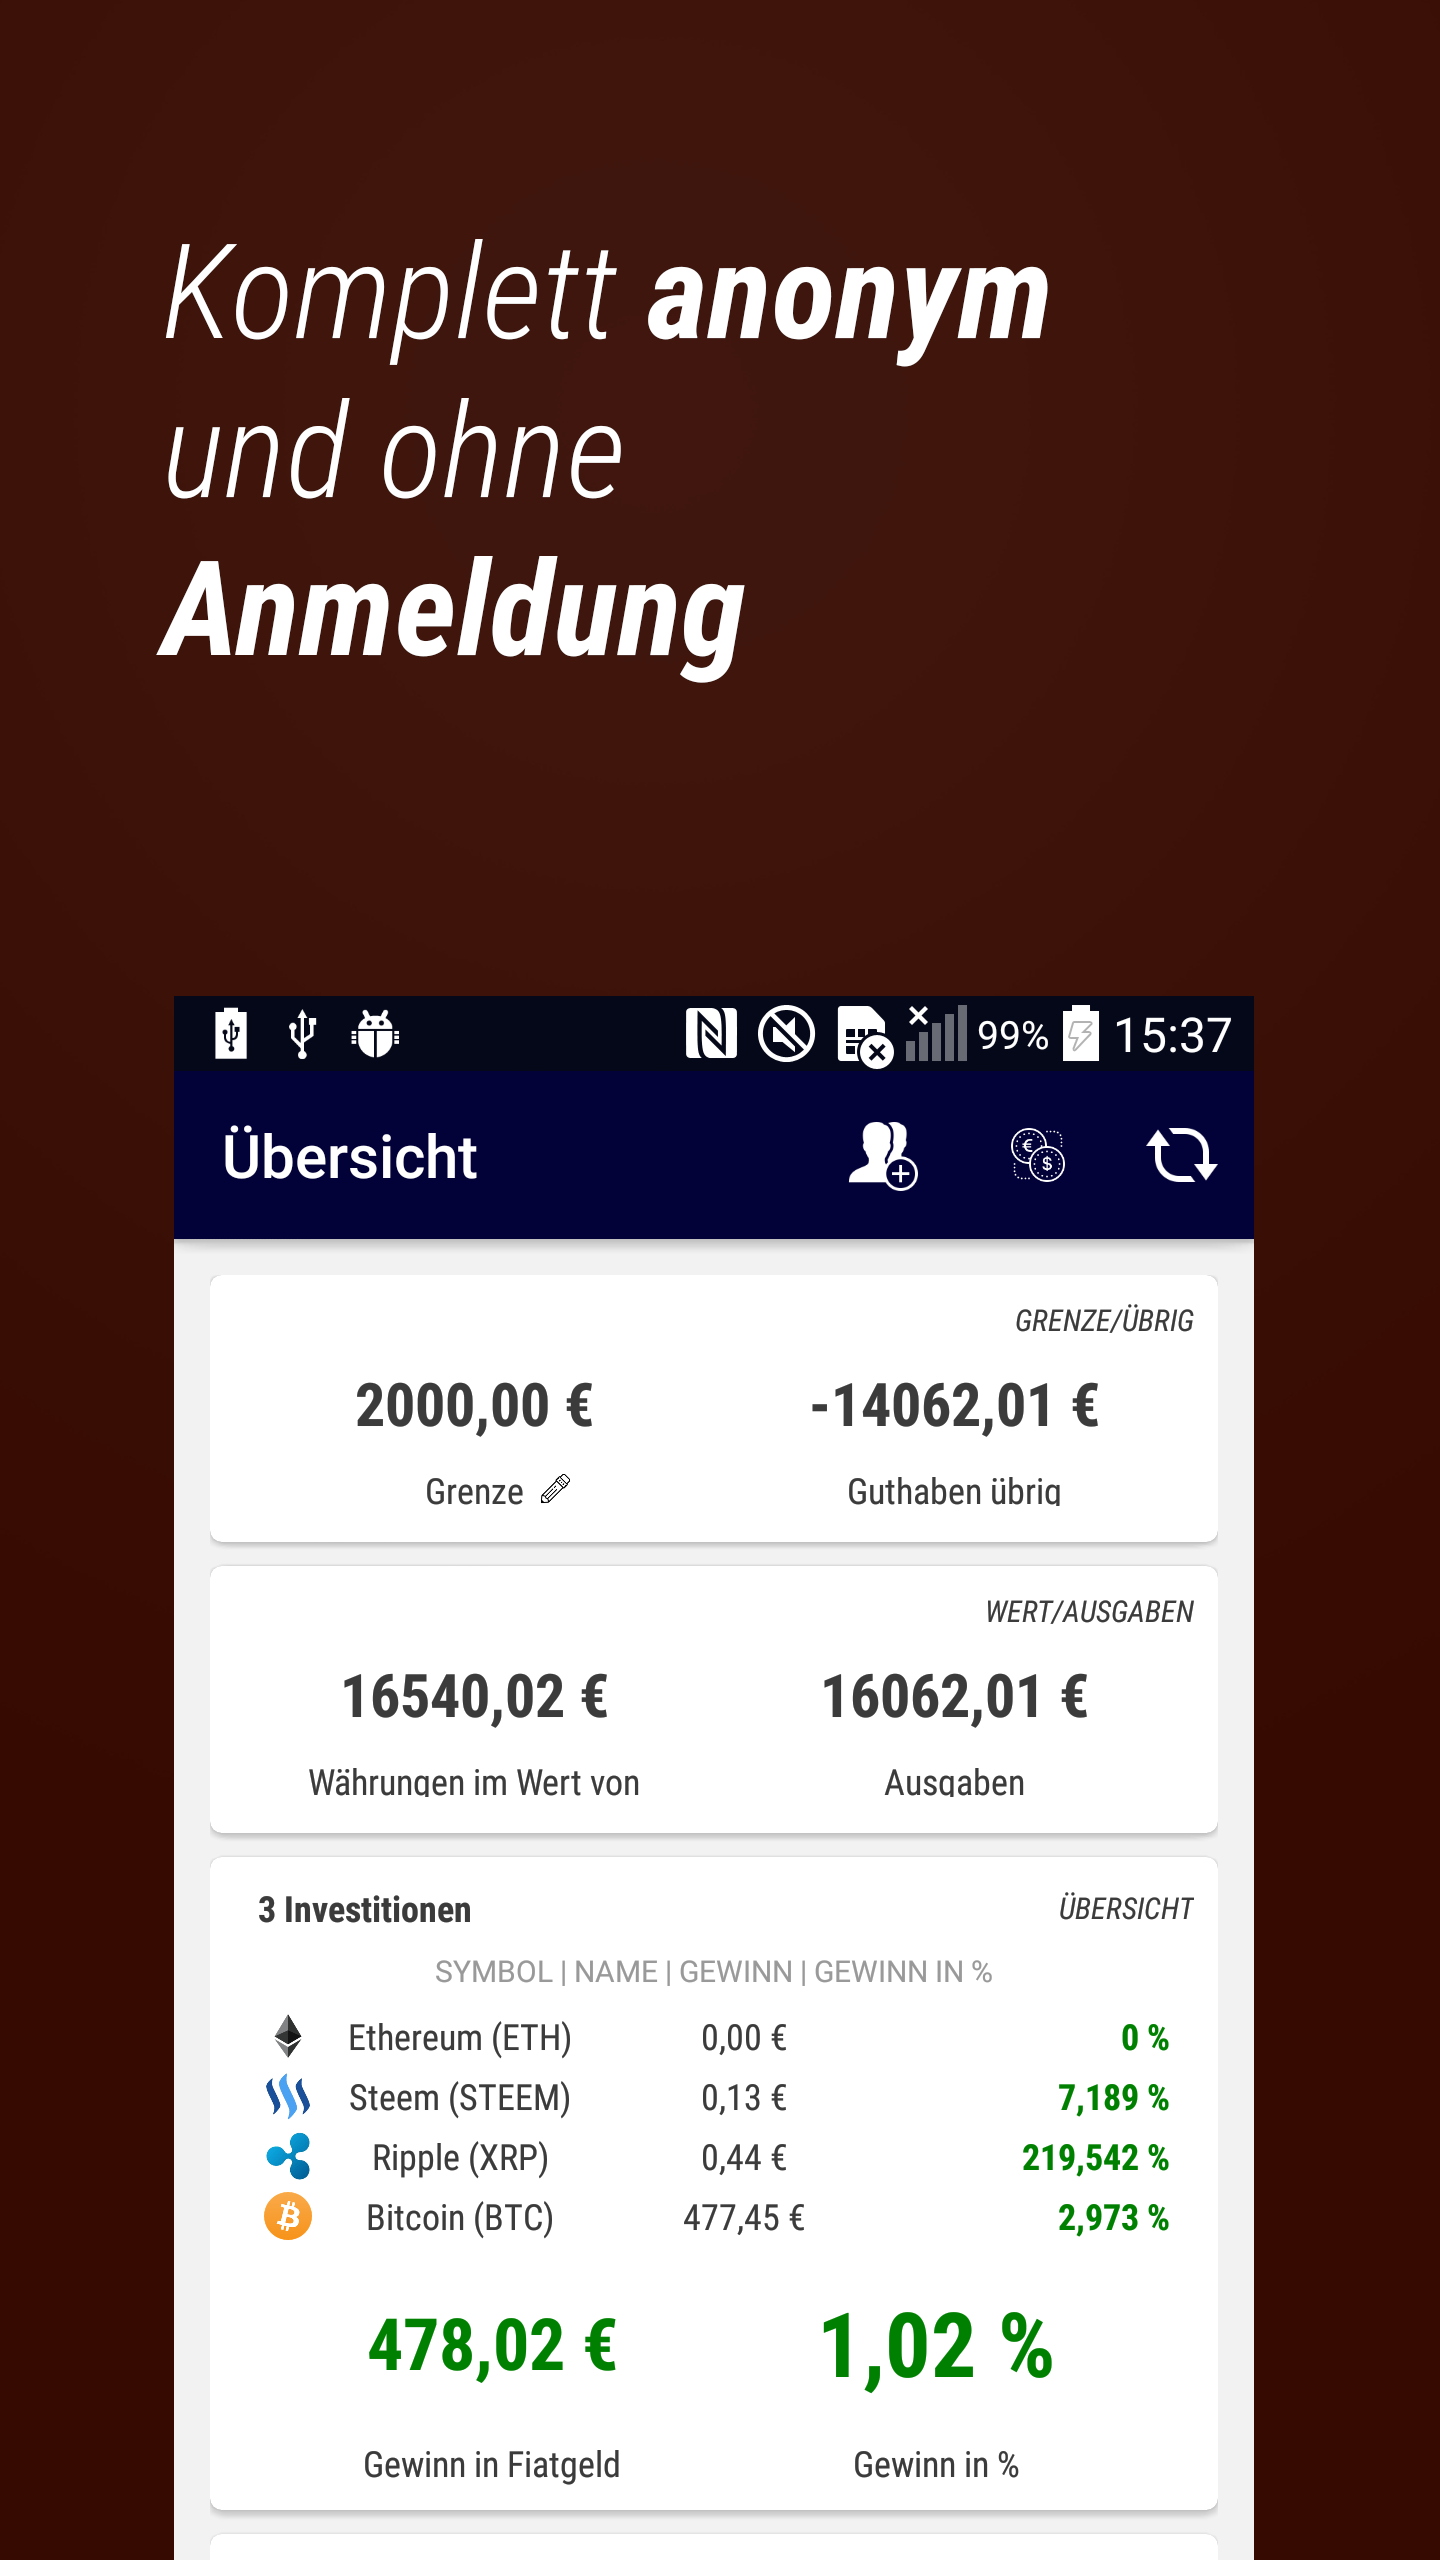 Komplett anonym
und ohne
Anmeldung
99% 15:37
Übersicht
GRENZE/ÜBRIG
2000,00 € -14062,01 €
Grenze Guthaben übrig
WERT/AUSGABEN
16540,02 € 16062,01 €
Währungen im Wert von Ausgaben
3 Investitionen ÜBERSICHT
SYMBOL | NAME | GEWINN | GEWINN IN %
Ethereum (ETH) 0,00 € 0 %
Steem (STEEM) 0,13 € 7,189 %
Ripple (XRP) 0,44 € 219,542 %
Bitcoin (BTC) 477,45 € 2,973 %
478,02 € 1,02 %
Gewinn in Fiatgeld Gewinn in %